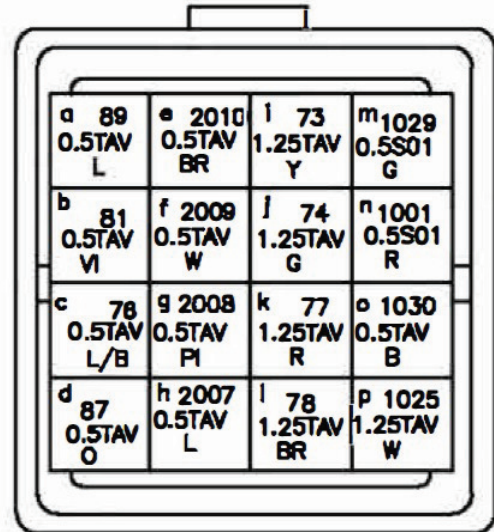 a 89
0.5TAV
L
e 2010
0.5TAV
BR
i 73
1.25TAV
Y
m 1029
0.5S01
G
b 81
0.5TAV
VI
f 2009
0.5TAV
W
j 74
1.25TAV
G
n 1001
0.5S01
R
c 76
0.5TAV
L/B
g 2008
0.5TAV
PI
k 77
1.25TAV
R
o 1030
0.5TAV
B
d 87
0.5TAV
O
h 2007
0.5TAV
L
l 78
1.25TAV
BR
p 1025
1.25TAV
W